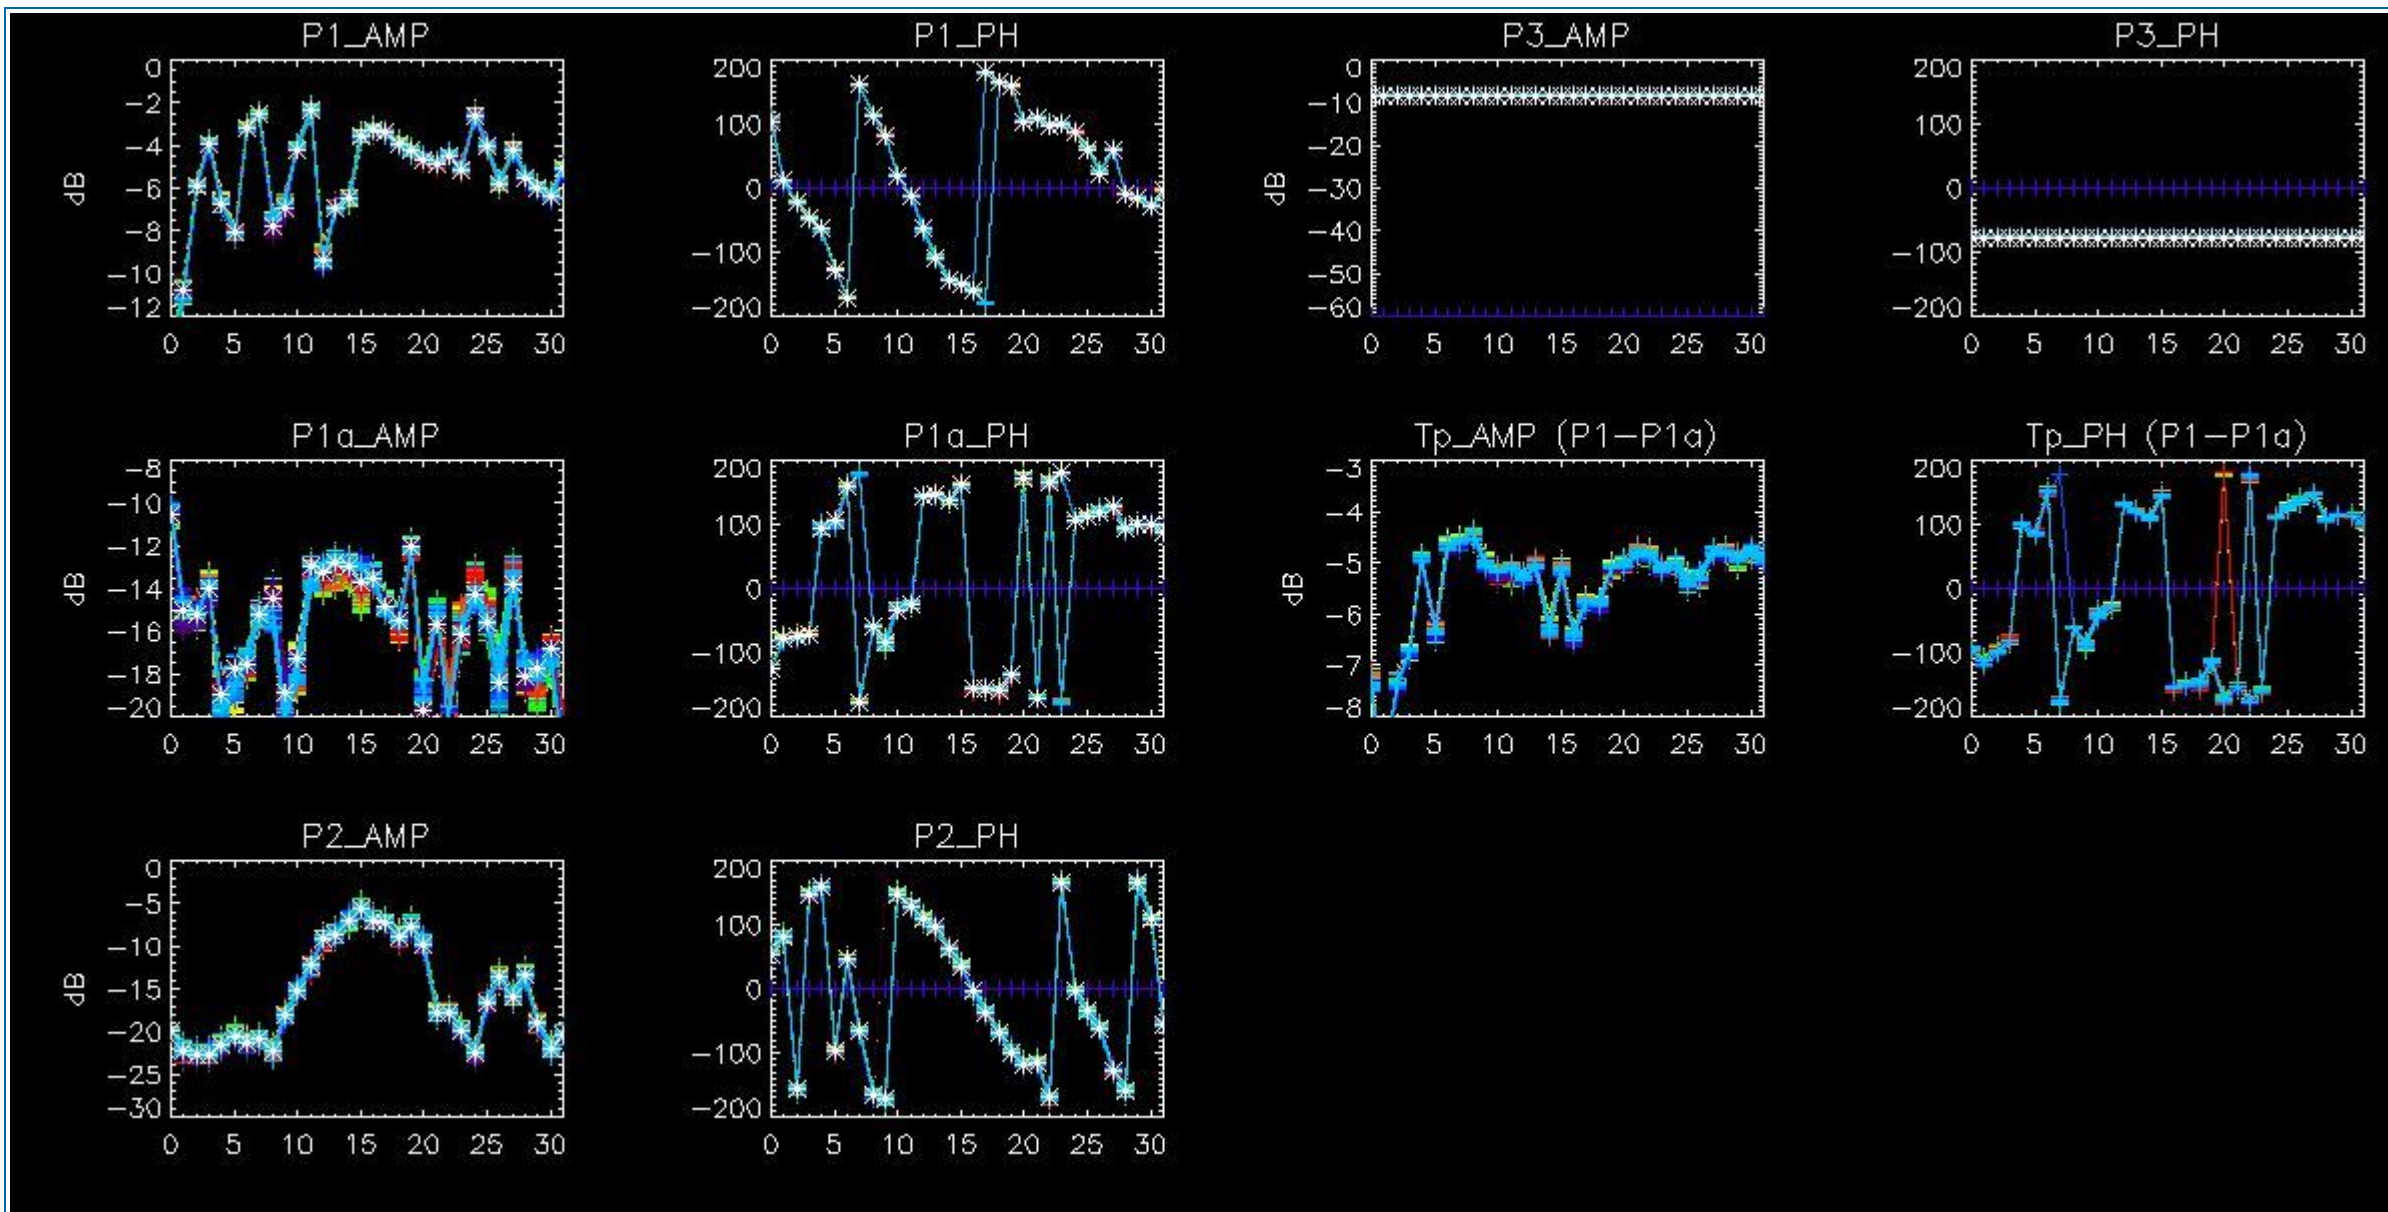 P1_AMP
P1_PH
P3_AMP
P3_PH
0
−2
−4
−6
−8
−10
−12
dB
0 5 10 15 20 25 30
200
100
0
−100
−200
0 5 10 15 20 25 30
0
−10
−20
−30
−40
−50
−60
dB
0 5 10 15 20 25 30
200
100
0
−100
−200
0 5 10 15 20 25 30
P1a_AMP
P1a_PH
Tp_AMP (P1−P1a)
Tp_PH (P1−P1a)
−8
−10
−12
−14
−16
−18
−20
dB
0 5 10 15 20 25 30
200
100
0
−100
−200
0 5 10 15 20 25 30
−3
−4
−5
−6
−7
−8
dB
0 5 10 15 20 25 30
200
100
0
−100
−200
0 5 10 15 20 25 30
P2_AMP
P2_PH
0
−5
−10
−15
−20
−25
−30
dB
0 5 10 15 20 25 30
200
100
0
−100
−200
0 5 10 15 20 25 30